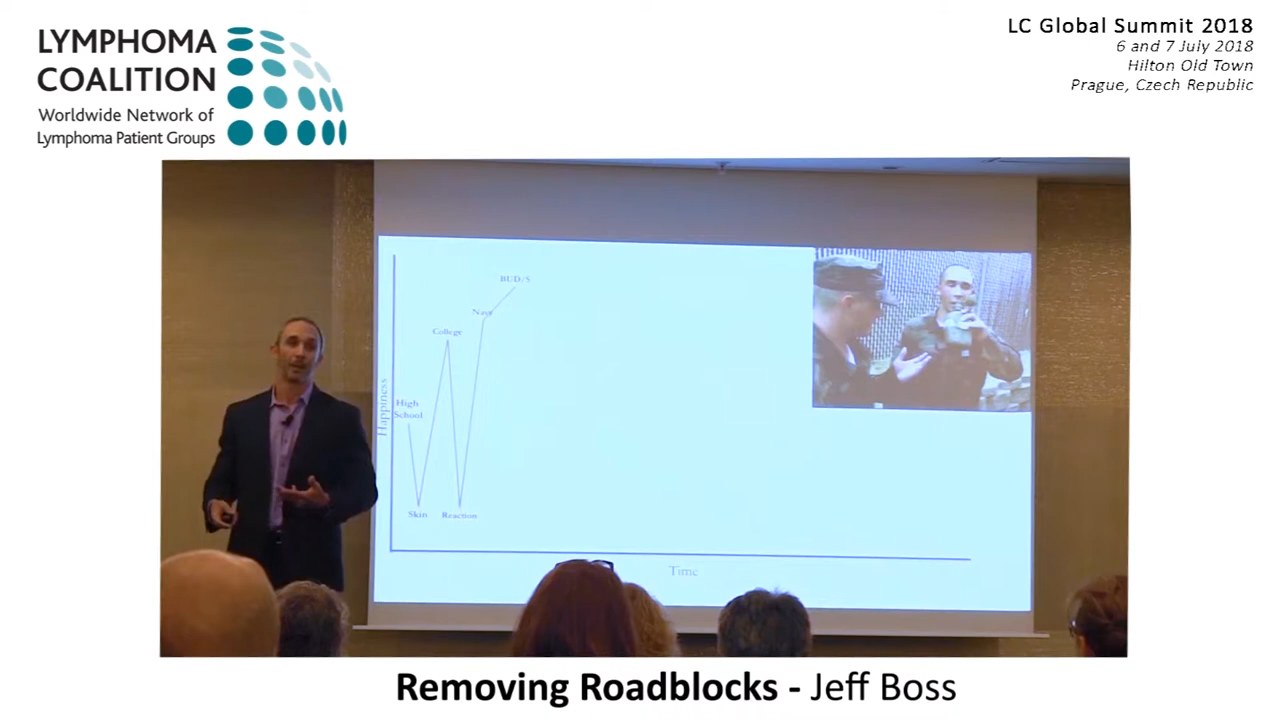 LYMPHOMA
COALITION
Worldwide Network of
Lymphoma Patient Groups
LC Global Summit 2018
6 and 7 July 2018
Hilton Old Town
Prague, Czech Republic
BUD/S
Navy
College
High
School
Happiness
Skin
Reaction
Time
Removing Roadblocks - Jeff Boss